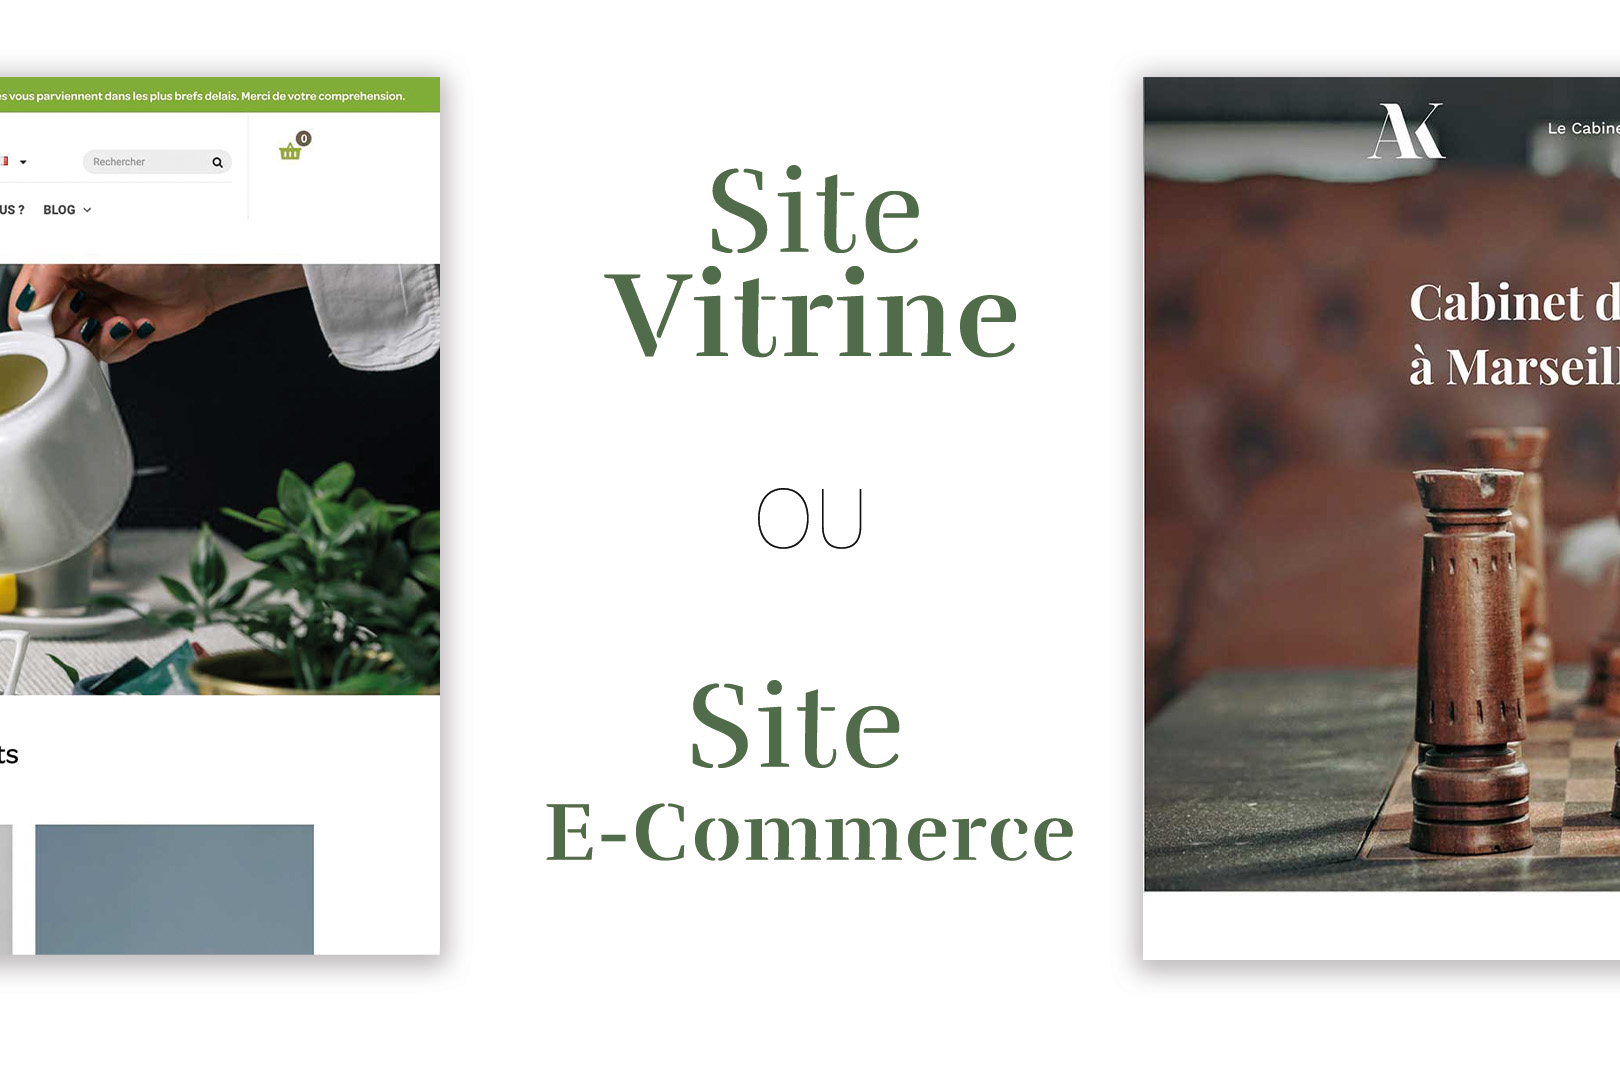 vous parviennent dans les plus brefs delais. Merci de votre comprehension.
0
Rechercher
US ? BLOG
ts
Site
Vitrine
OU
Site
E-Commerce
AK
Le Cabine
Cabinet d
à Marseill